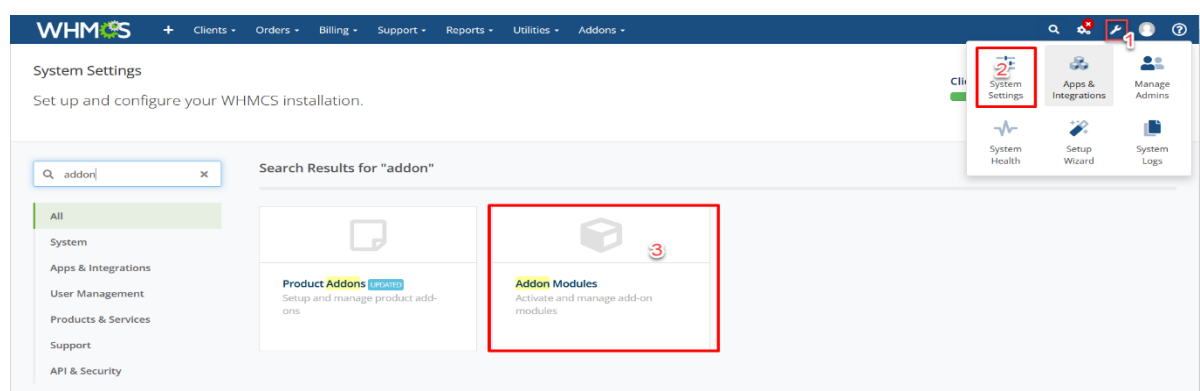 WHMCS + Clients Orders Billing Support Reports Utilities Addons
1
System Settings
Set up and configure your WHMCS installation.
Cli
2
System Settings
Apps & Integrations
Manage Admins
System Health
Setup Wizard
System Logs
addon
Search Results for "addon"
All
System
Apps & Integrations
User Management
Products & Services
Support
API & Security
Product Addons UPDATED
Setup and manage product add-
ons
3
Addon Modules
Activate and manage add-on
modules